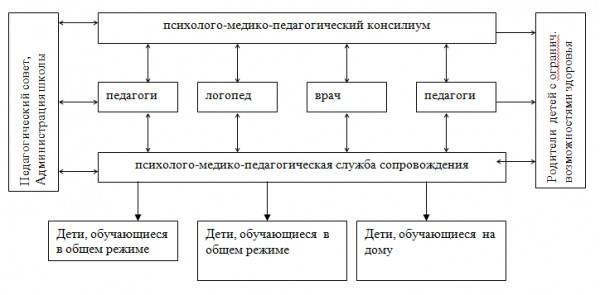 Педагогический совет,
Администрация школы
психолого-медико-педагогический консилиум
педагоги
логопед
врач
педагоги
психолого-медико-педагогическая служба сопровождения
Родители детей с огранич.
возможностями здоровья
Дети, обучающиеся
в общем режиме
Дети, обучающиеся в
общем режиме
Дети, обучающиеся на
дому